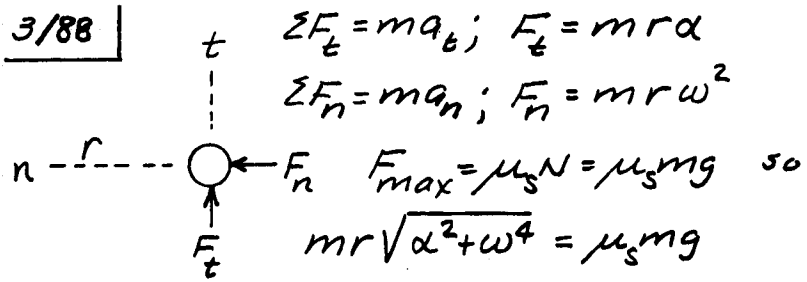 3/88
t ΣF_t = ma_t ; F_t = mrα
ΣF_n = ma_n ; F_n = mrω²
n r F_n F_max = μ_s N = μ_s mg so
F_t mr√(α²+ω⁴) = μ_s mg